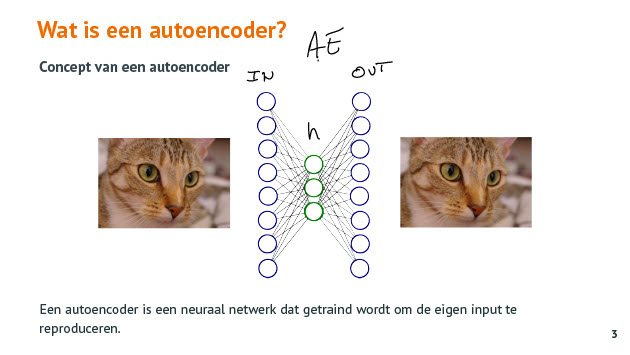 Wat is een autoencoder?
AE
Concept van een autoencoder
IN
OUT
h
Een autoencoder is een neuraal netwerk dat getraind wordt om de eigen input te
reproduceren.
3